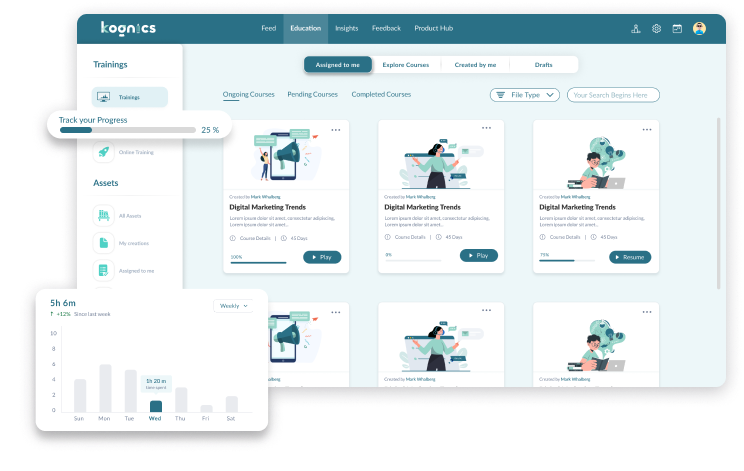 kognics
Feed
Education
Insights
Feedback
Product Hub
Trainings
Trainings
Track your Progress
25 %
Online Training
Assets
All Assets
My creations
Assigned to me
Assigned to me
Explore Courses
Created by me
Drafts
Ongoing Courses
Pending Courses
Completed Courses
File Type
Your Search Begins Here
Created by Mark Whalberg
Digital Marketing Trends
Lorem ipsum dolor sit amet, consectetur adipiscing,
Lorem ipsum dolor sit amet...
Course Details | 45 Days
100%
Play
Created by Mark Whalberg
Digital Marketing Trends
Lorem ipsum dolor sit amet, consectetur adipiscing,
Lorem ipsum dolor sit amet...
Course Details | 45 Days
0%
Play
Created by Mark Whalberg
Digital Marketing Trends
Lorem ipsum dolor sit amet, consectetur adipiscing,
Lorem ipsum dolor sit amet...
Course Details | 45 Days
75%
Resume
Created by Mark Whalberg
Created by Mark Whalberg
5h 6m
+12% Since last week
Weekly
10
8
6
4
2
0
1h 20 m
time spent
Sun Mon Tue Wed Thu Fri Sat